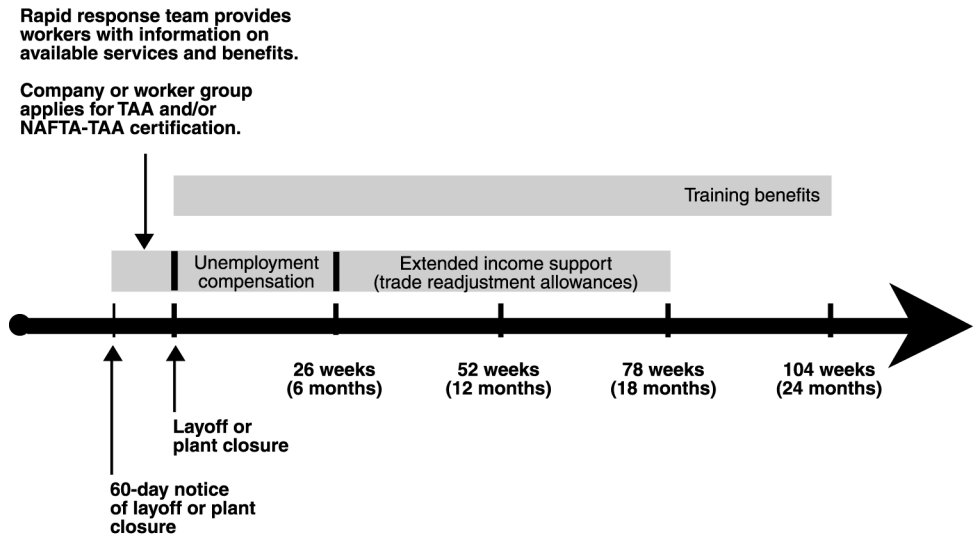 Rapid response team provides
workers with information on
available services and benefits.
Company or worker group
applies for TAA and/or
NAFTA-TAA certification.
Training benefits
Unemployment
compensation
Extended income support
(trade readjustment allowances)
26 weeks
(6 months)
52 weeks
(12 months)
78 weeks
(18 months)
104 weeks
(24 months)
Layoff or
plant closure
60-day notice
of layoff or plant
closure